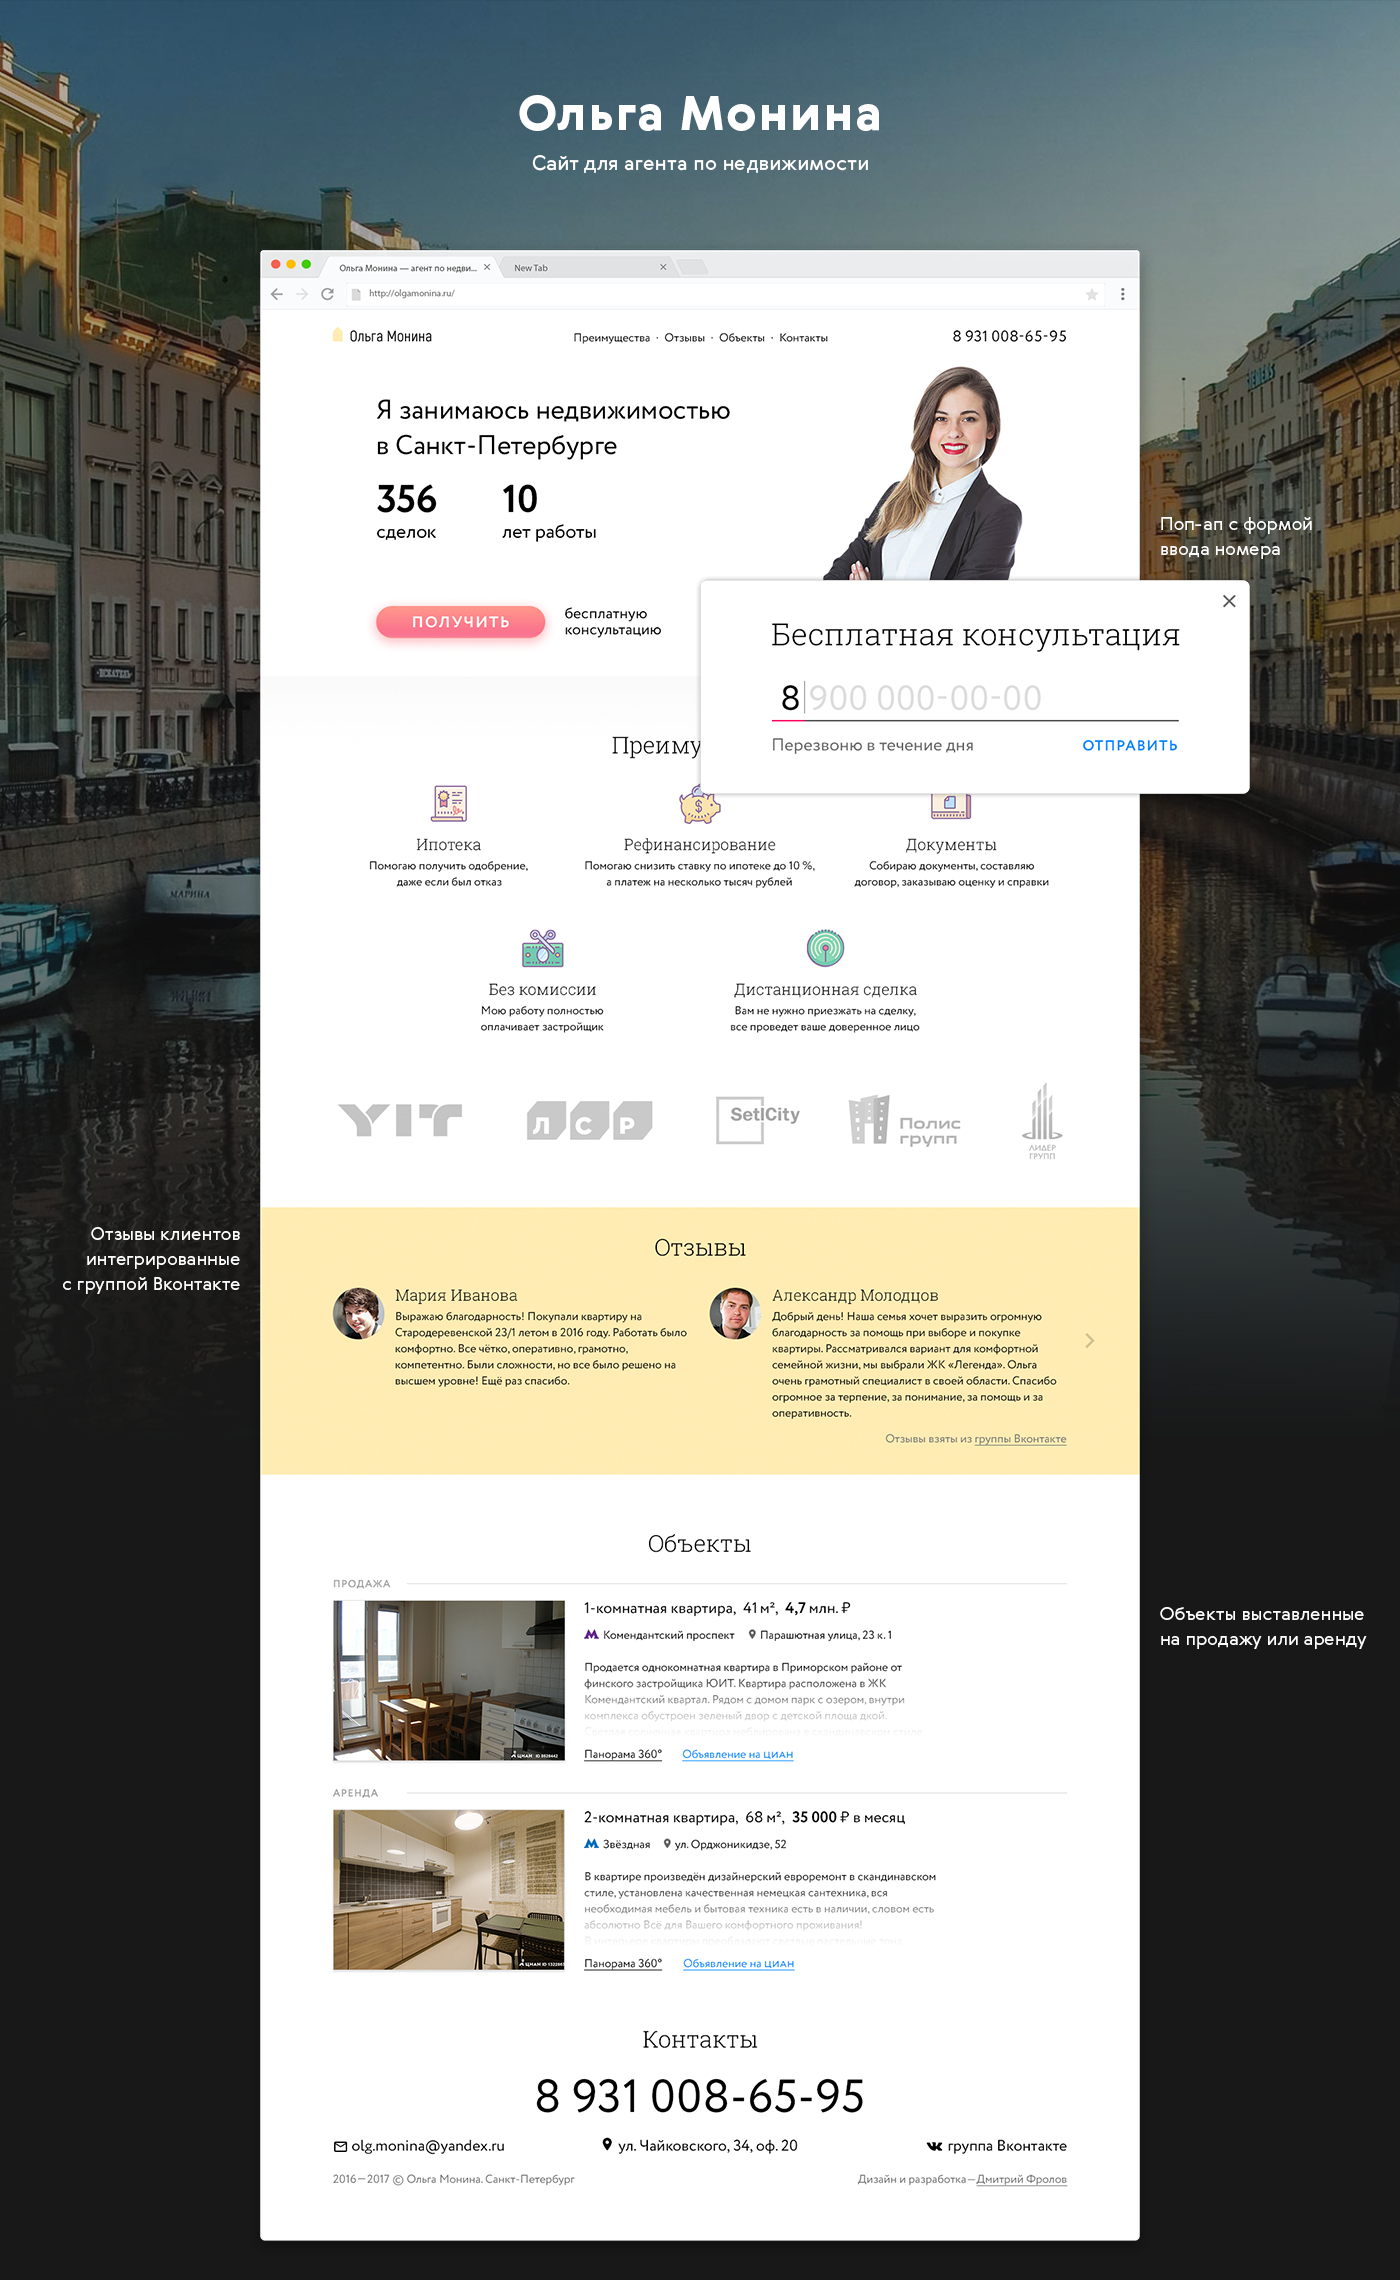 Ольга Монина
Сайт для агента по недвижимости
Ольга Монина — агент по недви...
New Tab
http://olgamonina.ru/
Ольга Монина
Преимущества · Отзывы · Объекты · Контакты
8 931 008-65-95
Я занимаюсь недвижимостью
в Санкт-Петербурге
356
сделок
10
лет работы
SIEMENS
Поп-ап с формой
ввода номера
ПОЛУЧИТЬ
бесплатную
консультацию
Бесплатная консультация
8 900 000-00-00
Перезвоню в течение дня
ОТПРАВИТЬ
ИСКАТЕЛЬ
МАРИНА
Преиму
Ипотека
Помогаю получить одобрение,
даже если был отказ
Рефинансирование
Помогаю снизить ставку по ипотеке до 10 %,
а платеж на несколько тысяч рублей
Документы
Собираю документы, составляю
договор, заказываю оценку и справки
Без комиссии
Мою работу полностью
оплачивает застройщик
Дистанционная сделка
Вам не нужно приезжать на сделку,
все проведет ваше доверенное лицо
YIT
ЛСР
SetlCity
Полис
групп
ЛИДЕР
ГРУПП
Отзывы клиентов
интегрированные
с группой Вконтакте
Отзывы
Мария Иванова
Выражаю благодарность! Покупали квартиру на
Стародеревенской 23/1 летом в 2016 году. Работать было
комфортно. Все чётко, оперативно, грамотно,
компетентно. Были сложности, но все было решено на
высшем уровне! Ещё раз спасибо.
Александр Молодцов
Добрый день! Наша семья хочет выразить огромную
благодарность за помощь при выборе и покупке
квартиры. Рассматривался вариант для комфортной
семейной жизни, мы выбрали ЖК «Легенда». Ольга
очень грамотный специалист в своей области. Спасибо
огромное за терпение, за понимание, за помощь и за
оперативность.
Отзывы взяты из группы Вконтакте
Объекты
Объекты выставленные
на продажу или аренду
ПРОДАЖА
1-комнатная квартира, 41 м², 4,7 млн. ₽
Комендантский проспект
Парашютная улица, 23 к. 1
Продается однокомнатная квартира в Приморском районе от
финского застройщика ЮИТ. Квартира расположена в ЖК
Комендантский квартал. Рядом с домом парк с озером, внутри
комплекса обустроен зеленый двор с детской площа дкой.
ЦИАН ID 9528442
Панорама 360°
Объявление на ЦИАН
АРЕНДА
2-комнатная квартира, 68 м², 35 000 ₽ в месяц
Звёздная
ул. Орджоникидзе, 52
В квартире произведён дизайнерский евроремонт в скандинавском
стиле, установлена качественная немецкая сантехника, вся
необходимая мебель и бытовая техника есть в наличии, словом есть
абсолютно Всё для Вашего комфортного проживания!
ЦИАН ID
Панорама 360°
Объявление на ЦИАН
Контакты
8 931 008-65-95
olg.monina@yandex.ru
ул. Чайковского, 34, оф. 20
группа Вконтакте
2016—2017 © Ольга Монина. Санкт-Петербург
Дизайн и разработка—Дмитрий Фролов